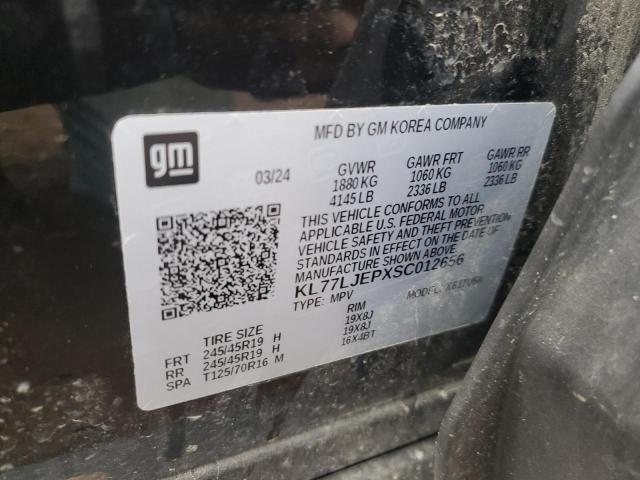 MFD BY GM KOREA COMPANY
gm
03/24
GVWR
1880 KG
4145 LB
GAWR FRT
1060 KG
2336 LB
GAWR RR
1060 KG
2336 LB
THIS VEHICLE CONFORMS TO ALL
APPLICABLE U.S. FEDERAL MOTOR
VEHICLE SAFETY AND THEFT PREVENTION
STANDARDS IN EFFECT ON THE DATE OF
MANUFACTURE SHOWN ABOVE.
KL77LJEPXSC012656
TYPE: MPV
MODEL:
TIRE SIZE RIM
FRT 245/45R19 H 19X8J
RR 245/45R19 H 19X8J
SPA T125/70R16 M 16X4BT